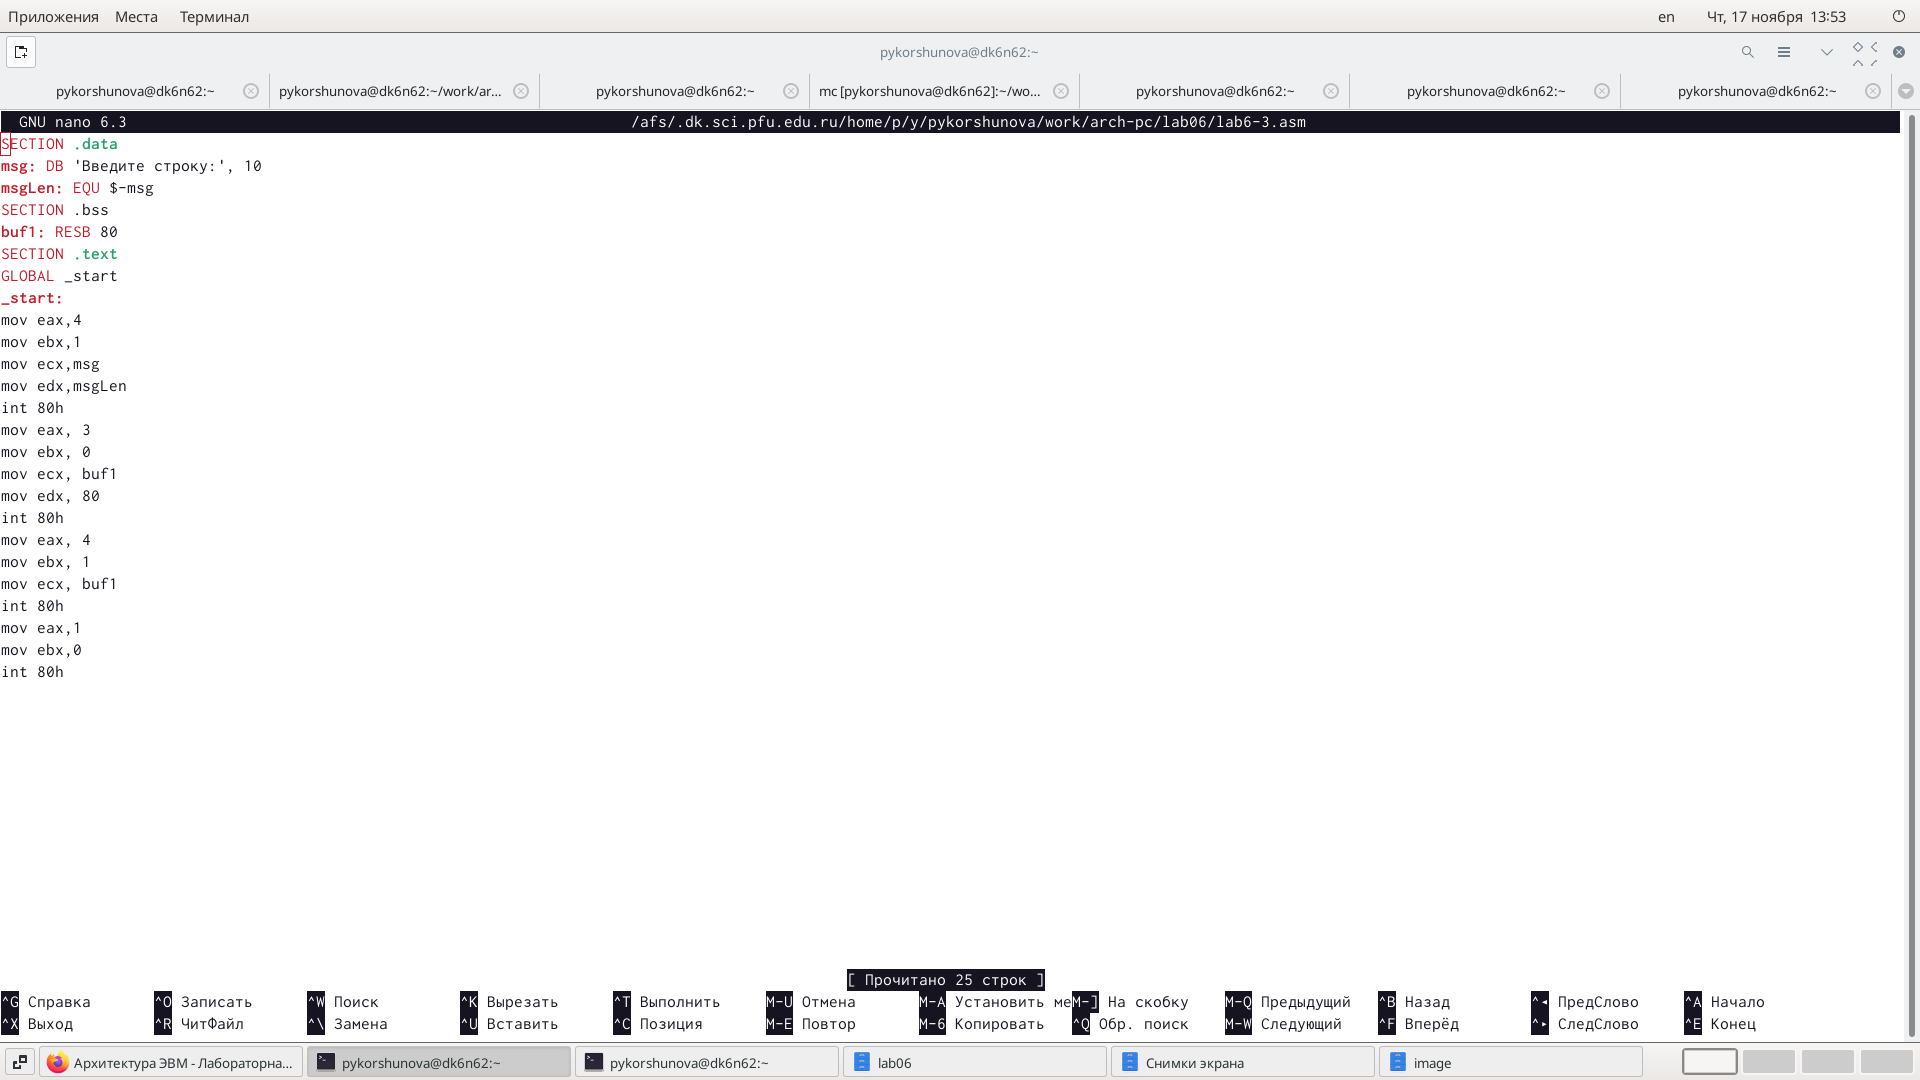 Приложения Места Терминал en Чт, 17 ноября 13:53
pykorshunova@dk6n62:~
pykorshunova@dk6n62:~ pykorshunova@dk6n62:~/work/ar... pykorshunova@dk6n62:~ mc [pykorshunova@dk6n62]:~/wo... pykorshunova@dk6n62:~ pykorshunova@dk6n62:~ pykorshunova@dk6n62:~
GNU nano 6.3 /afs/.dk.sci.pfu.edu.ru/home/p/y/pykorshunova/work/arch-pc/lab06/lab6-3.asm
SECTION .data
msg: DB 'Введите строку:', 10
msgLen: EQU $-msg
SECTION .bss
buf1: RESB 80
SECTION .text
GLOBAL _start
_start:
mov eax,4
mov ebx,1
mov ecx,msg
mov edx,msgLen
int 80h
mov eax, 3
mov ebx, 0
mov ecx, buf1
mov edx, 80
int 80h
mov eax, 4
mov ebx, 1
mov ecx, buf1
int 80h
mov eax,1
mov ebx,0
int 80h
[ Прочитано 25 строк ]
^G Справка ^O Записать ^W Поиск ^K Вырезать ^T Выполнить M-U Отмена M-A Установить ме M-] На скобку M-Q Предыдущий ^B Назад ^◂ ПредСлово ^A Начало
^X Выход ^R ЧитФайл ^\ Замена ^U Вставить ^C Позиция M-E Повтор M-6 Копировать ^Q Обр. поиск M-W Следующий ^F Вперёд ^▸ СледСлово ^E Конец
Архитектура ЭВМ - Лабораторна... pykorshunova@dk6n62:~ pykorshunova@dk6n62:~ lab06 Снимки экрана image